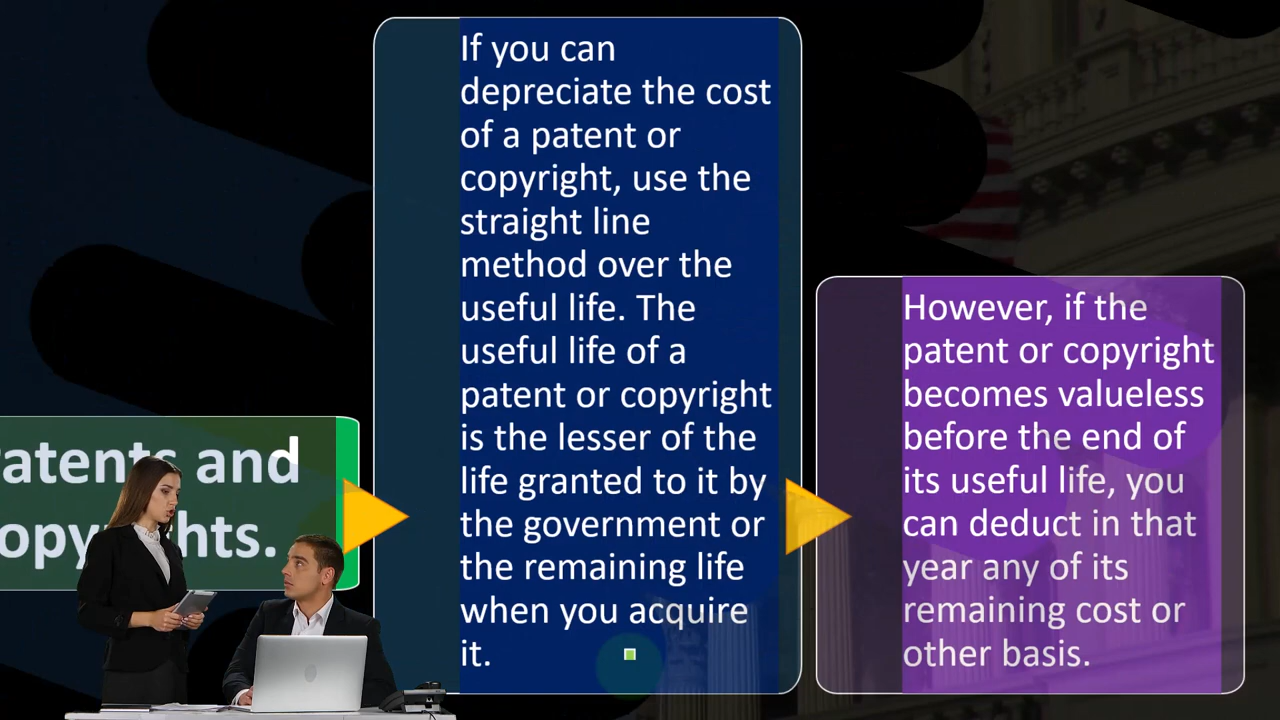 atents and
opyrights.
If you can
depreciate the cost
of a patent or
copyright, use the
straight line
method over the
useful life. The
useful life of a
patent or copyright
is the lesser of the
life granted to it by
the government or
the remaining life
when you acquire
it.
However, if the
patent or copyright
becomes valueless
before the end of
its useful life, you
can deduct in that
year any of its
remaining cost or
other basis.